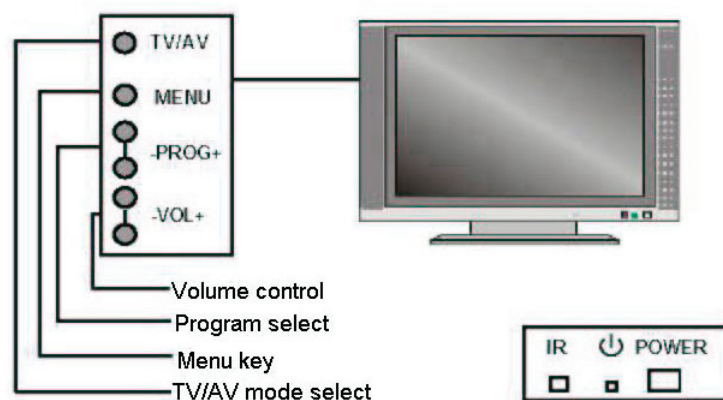 TV/AV
MENU
-PROG+
-VOL+
Volume control
Program select
Menu key
TV/AV mode select
IR POWER